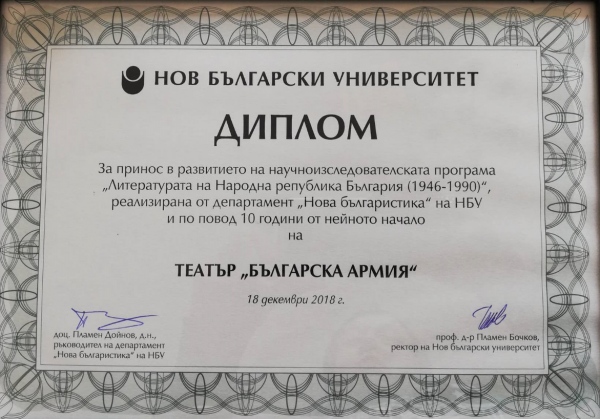 НОВ БЪЛГАРСКИ УНИВЕРСИТЕТ
ДИПЛОМ
За принос в развитието на научноизследователската програма
„Литературата на Народна република България (1946-1990)“,
реализирана от департамент „Нова българистика“ на НБУ
и по повод 10 години от нейното начало
на
ТЕАТЪР „БЪЛГАРСКА АРМИЯ“
18 декември 2018 г.
доц. Пламен Дойнов, д.н.,
ръководител на департамент
„Нова българистика“ на НБУ
проф. д-р Пламен Бочков,
ректор на Нов български университет